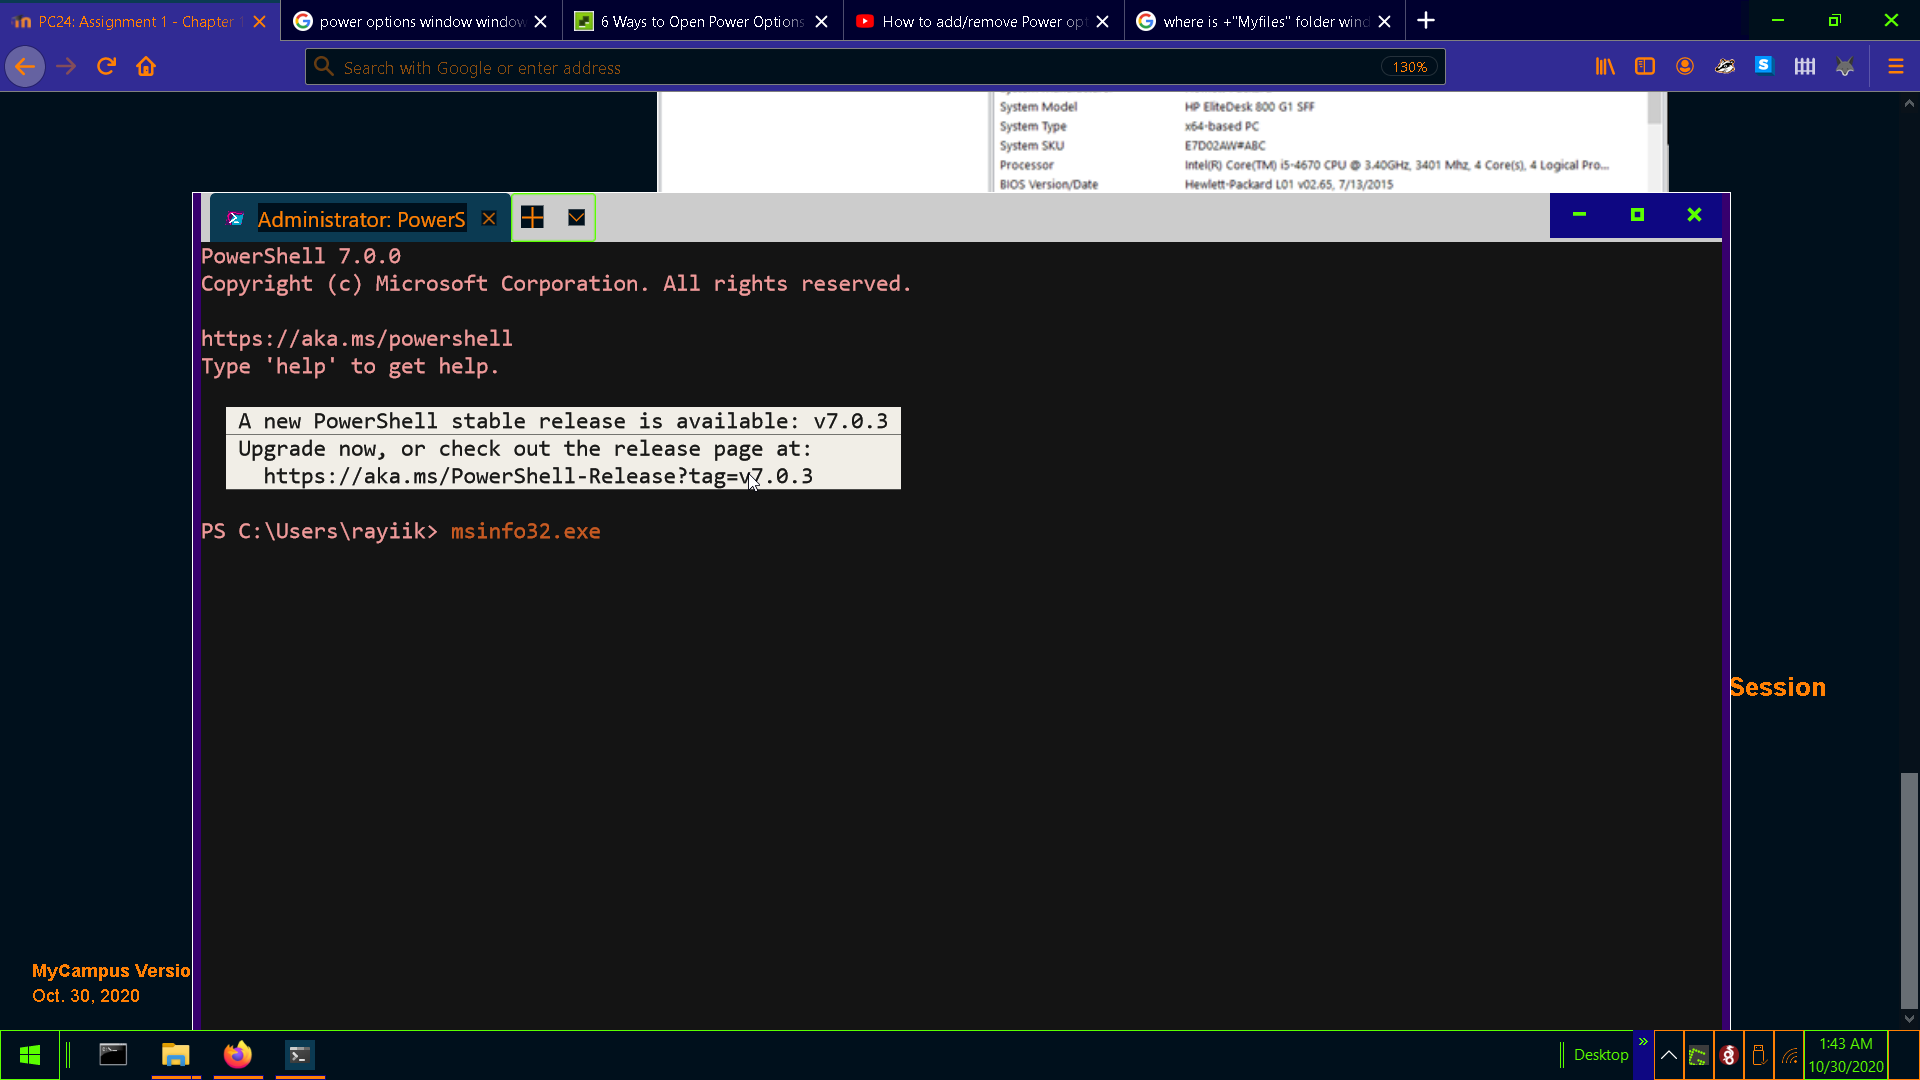 PC24: Assignment 1 - Chapter 1
power options window window
6 Ways to Open Power Options
How to add/remove Power op
where is +"Myfiles" folder wind
Search with Google or enter address
130%
System Model HP EliteDesk 800 G1 SFF
System Type x64-based PC
System SKU E7D02AW#ABC
Processor Intel(R) Core(TM) i5-4670 CPU @ 3.40GHz, 3401 Mhz, 4 Core(s), 4 Logical Pro...
BIOS Version/Date Hewlett-Packard L01 v02.65, 7/13/2015
Administrator: PowerS
PowerShell 7.0.0
Copyright (c) Microsoft Corporation. All rights reserved.
https://aka.ms/powershell
Type 'help' to get help.
A new PowerShell stable release is available: v7.0.3
Upgrade now, or check out the release page at:
https://aka.ms/PowerShell-Release?tag=v7.0.3
PS C:\Users\rayiik> msinfo32.exe
Session
MyCampus Versio
Oct. 30, 2020
Desktop
1:43 AM
10/30/2020